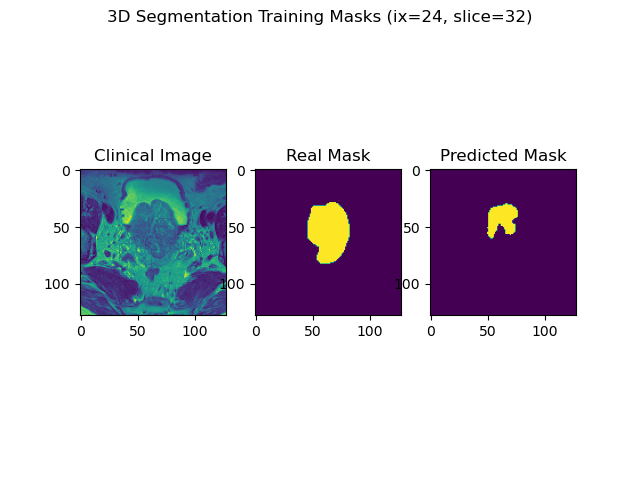 3D Segmentation Training Masks (ix=24, slice=32)
Clinical Image Real Mask Predicted Mask
0 0 0
50 50 50
100 100 100
0 50 100 0 50 100 0 50 100